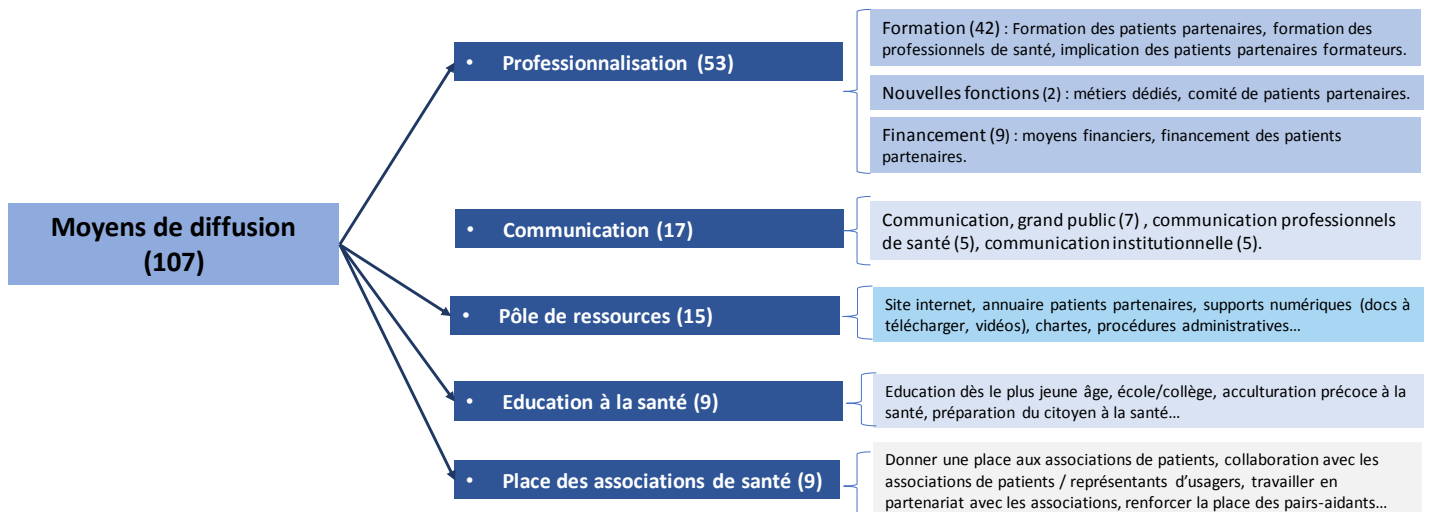 Moyens de diffusion
(107)
• Professionnalisation (53)
Formation (42) : Formation des patients partenaires, formation des
professionnels de santé, implication des patients partenaires formateurs.
Nouvelles fonctions (2) : métiers dédiés, comité de patients partenaires.
Financement (9) : moyens financiers, financement des patients
partenaires.
• Communication (17)
Communication, grand public (7) , communication professionnels
de santé (5), communication institutionnelle (5).
• Pôle de ressources (15)
Site internet, annuaire patients partenaires, supports numériques (docs à
télécharger, vidéos), chartes, procédures administratives…
• Education à la santé (9)
Education dès le plus jeune âge, école/collège, acculturation précoce à la
santé, préparation du citoyen à la santé…
• Place des associations de santé (9)
Donner une place aux associations de patients, collaboration avec les
associations de patients / représentants d’usagers, travailler en
partenariat avec les associations, renforcer la place des pairs-aidants…